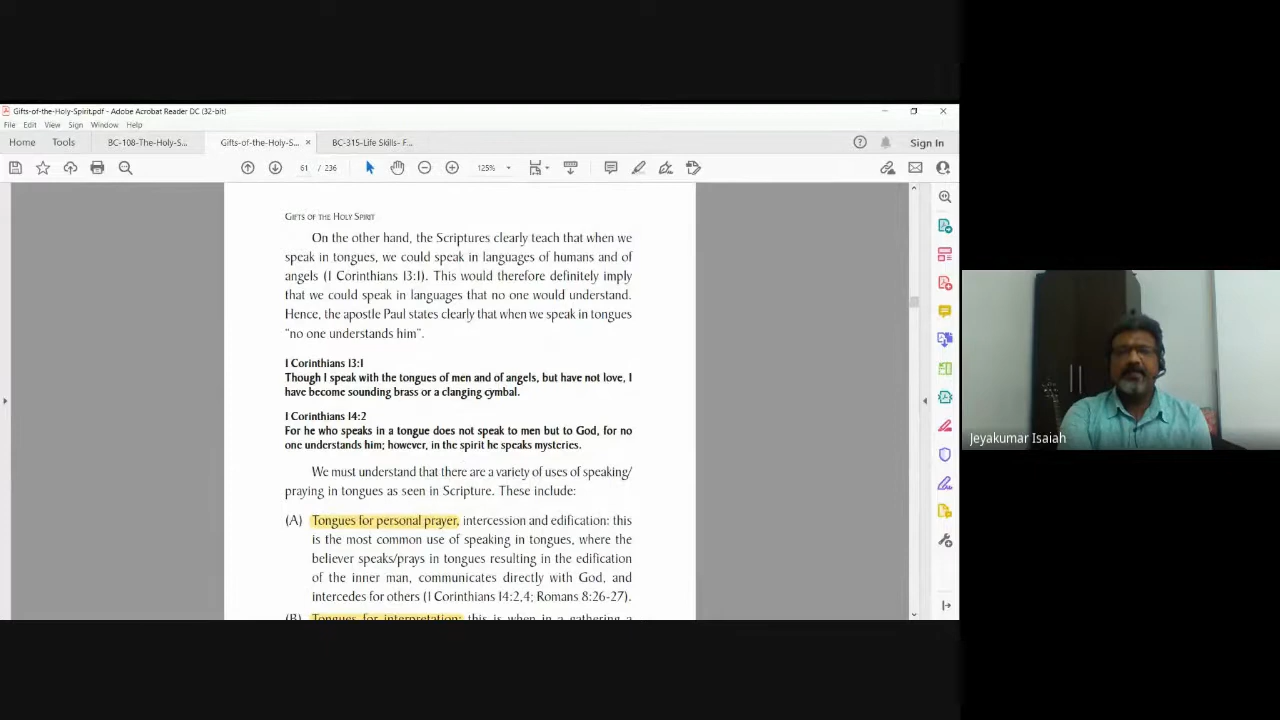 Gifts-of-the-Holy-Spirit.pdf - Adobe Acrobat Reader DC (32-bit)
File Edit View Sign Window Help
Home Tools BC-108-The-Holy-S... Gifts-of-the-Holy-S... × BC-315-Life Skills- F... Sign In
61 / 236 125%
GIFTS OF THE HOLY SPIRIT
On the other hand, the Scriptures clearly teach that when we
speak in tongues, we could speak in languages of humans and of
angels (I Corinthians 13:1). This would therefore definitely imply
that we could speak in languages that no one would understand.
Hence, the apostle Paul states clearly that when we speak in tongues
“no one understands him”.
I Corinthians 13:1
Though I speak with the tongues of men and of angels, but have not love, I
have become sounding brass or a clanging cymbal.
I Corinthians 14:2
For he who speaks in a tongue does not speak to men but to God, for no
one understands him; however, in the spirit he speaks mysteries.
We must understand that there are a variety of uses of speaking/
praying in tongues as seen in Scripture. These include:
(A) Tongues for personal prayer, intercession and edification: this
is the most common use of speaking in tongues, where the
believer speaks/prays in tongues resulting in the edification
of the inner man, communicates directly with God, and
intercedes for others (I Corinthians 14:2,4; Romans 8:26-27).
(B) Tongues for interpretation: this is when in a gathering a
Jeyakumar Isaiah